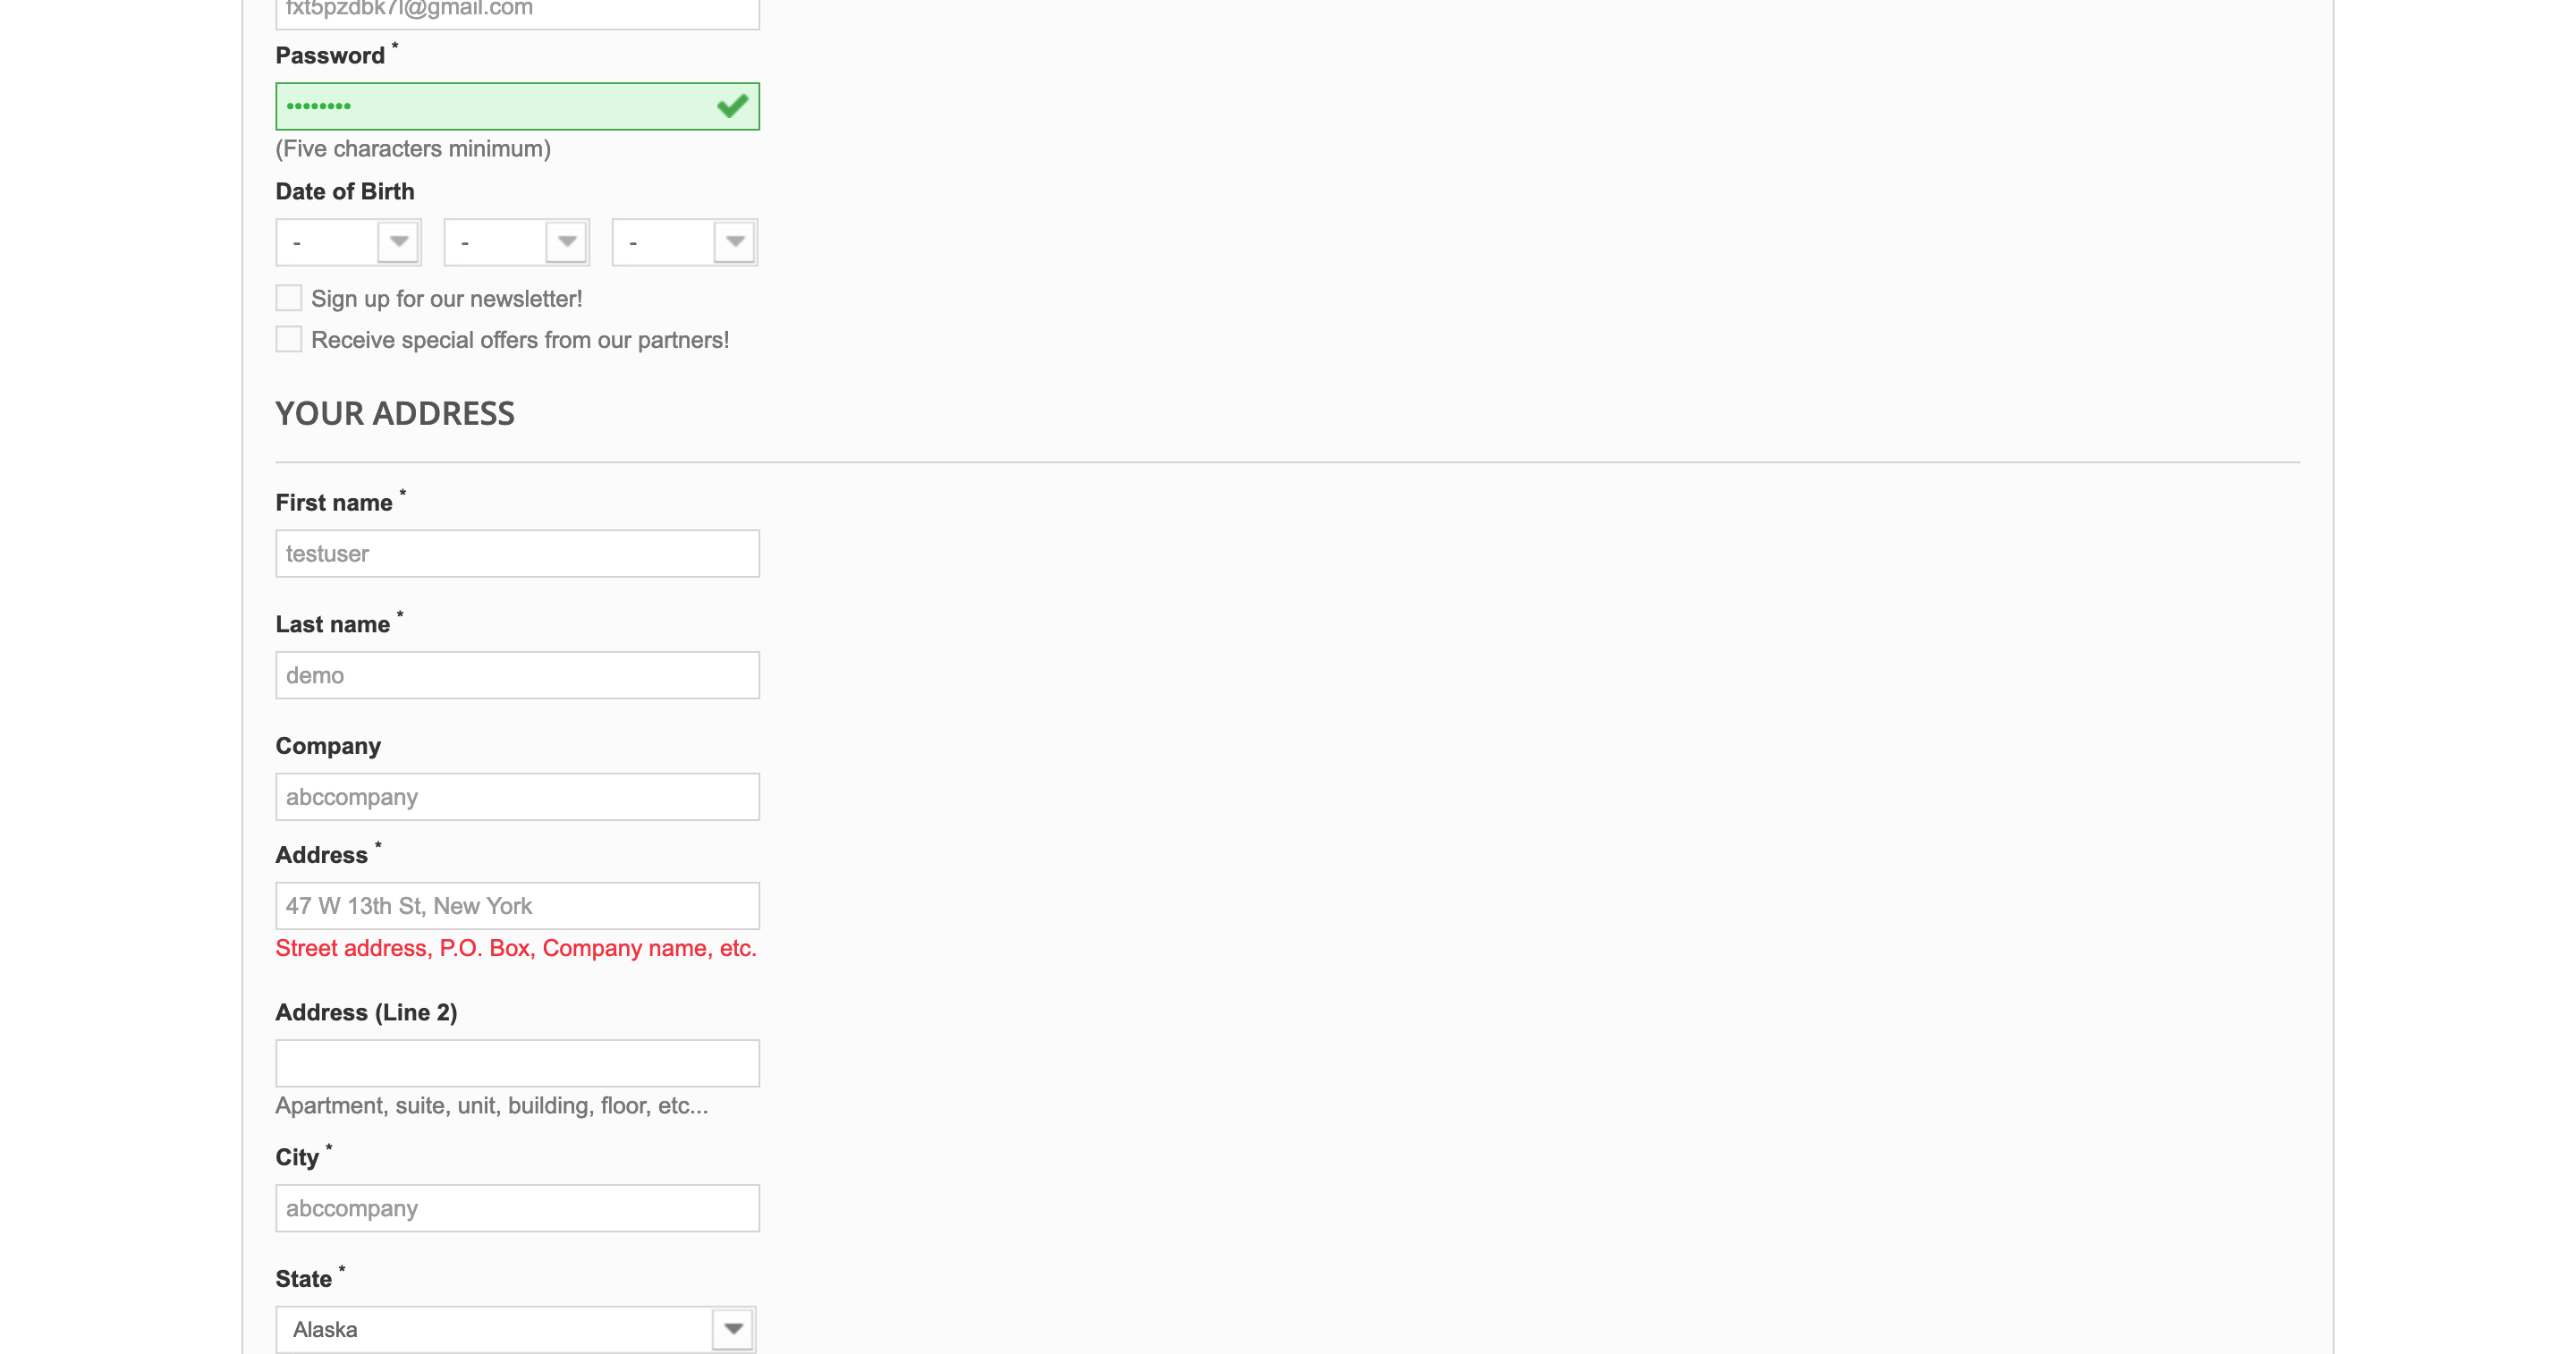 fxt5pzdbk7l@gmail.com
Password *
••••••••
(Five characters minimum)
Date of Birth
- - -
Sign up for our newsletter!
Receive special offers from our partners!
YOUR ADDRESS
First name *
testuser
Last name *
demo
Company
abccompany
Address *
47 W 13th St, New York
Street address, P.O. Box, Company name, etc.
Address (Line 2)
Apartment, suite, unit, building, floor, etc...
City *
abccompany
State *
Alaska